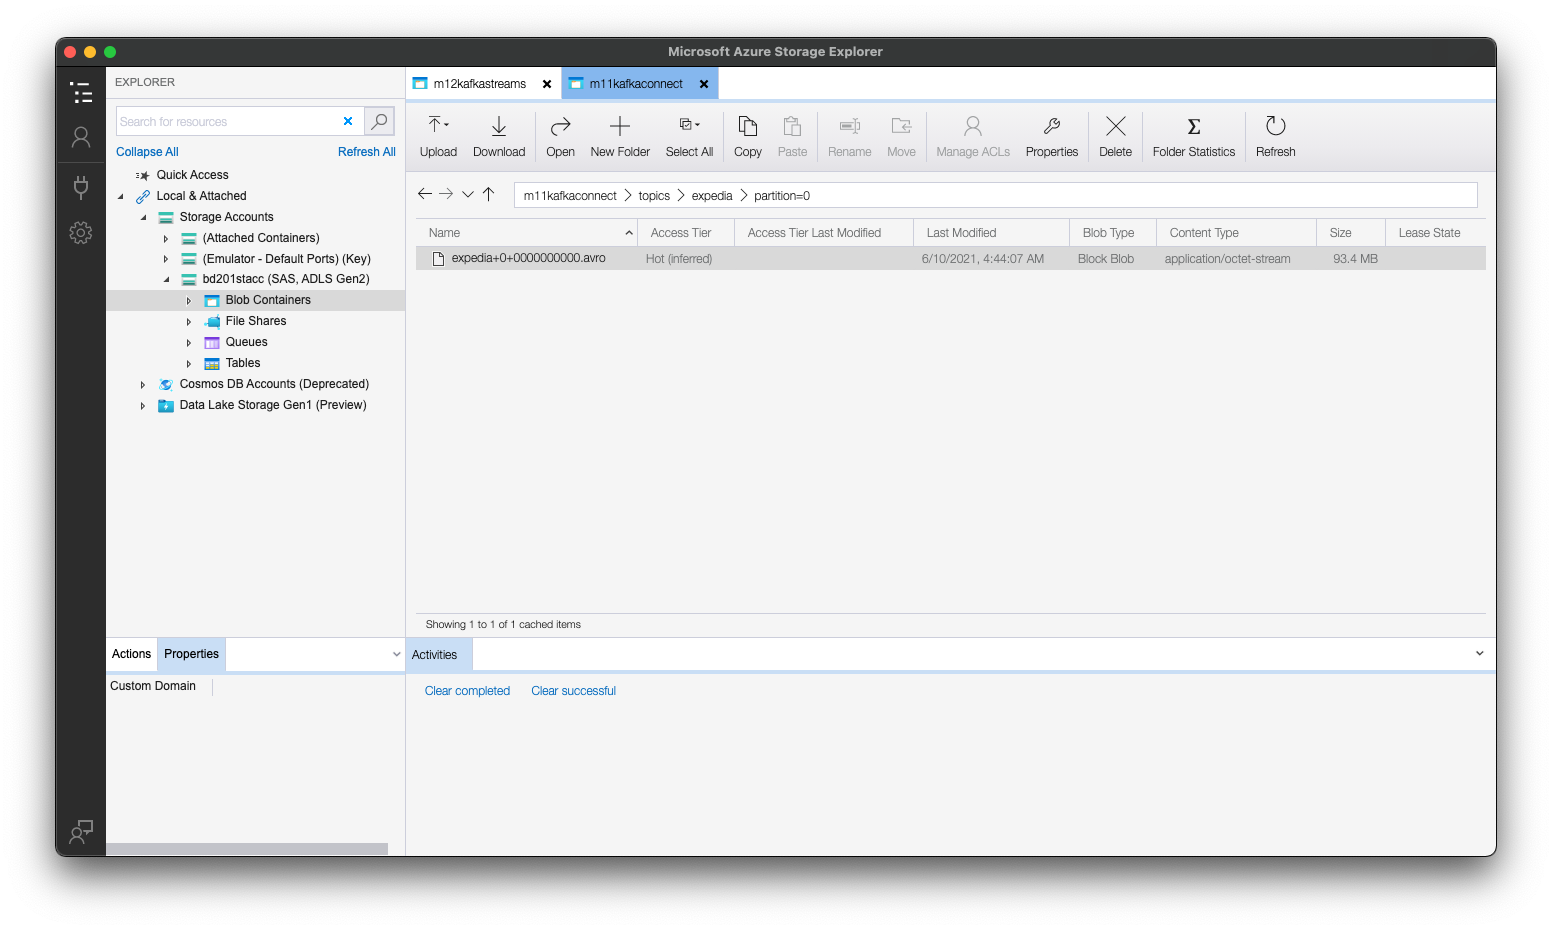 Microsoft Azure Storage Explorer
EXPLORER
Search for resources
Collapse All
Refresh All
Quick Access
Local & Attached
Storage Accounts
(Attached Containers)
(Emulator - Default Ports) (Key)
bd201stacc (SAS, ADLS Gen2)
Blob Containers
File Shares
Queues
Tables
Cosmos DB Accounts (Deprecated)
Data Lake Storage Gen1 (Preview)
Actions
Properties
Custom Domain
m12kafkastreams
m11kafkaconnect
Upload
Download
Open
New Folder
Select All
Copy
Paste
Rename
Move
Manage ACLs
Properties
Delete
Folder Statistics
Refresh
m11kafkaconnect
topics
expedia
partition=0
Name
Access Tier
Access Tier Last Modified
Last Modified
Blob Type
Content Type
Size
Lease State
expedia+0+0000000000.avro
Hot (inferred)
6/10/2021, 4:44:07 AM
Block Blob
application/octet-stream
93.4 MB
Showing 1 to 1 of 1 cached items
Activities
Clear completed
Clear successful